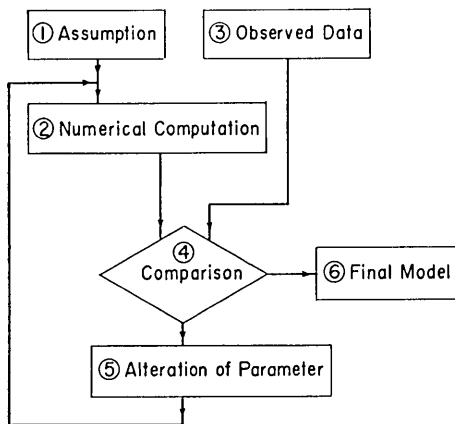 ① Assumption
③ Observed Data
② Numerical Computation
④
Comparison
⑥ Final Model
⑤ Alteration of Parameter